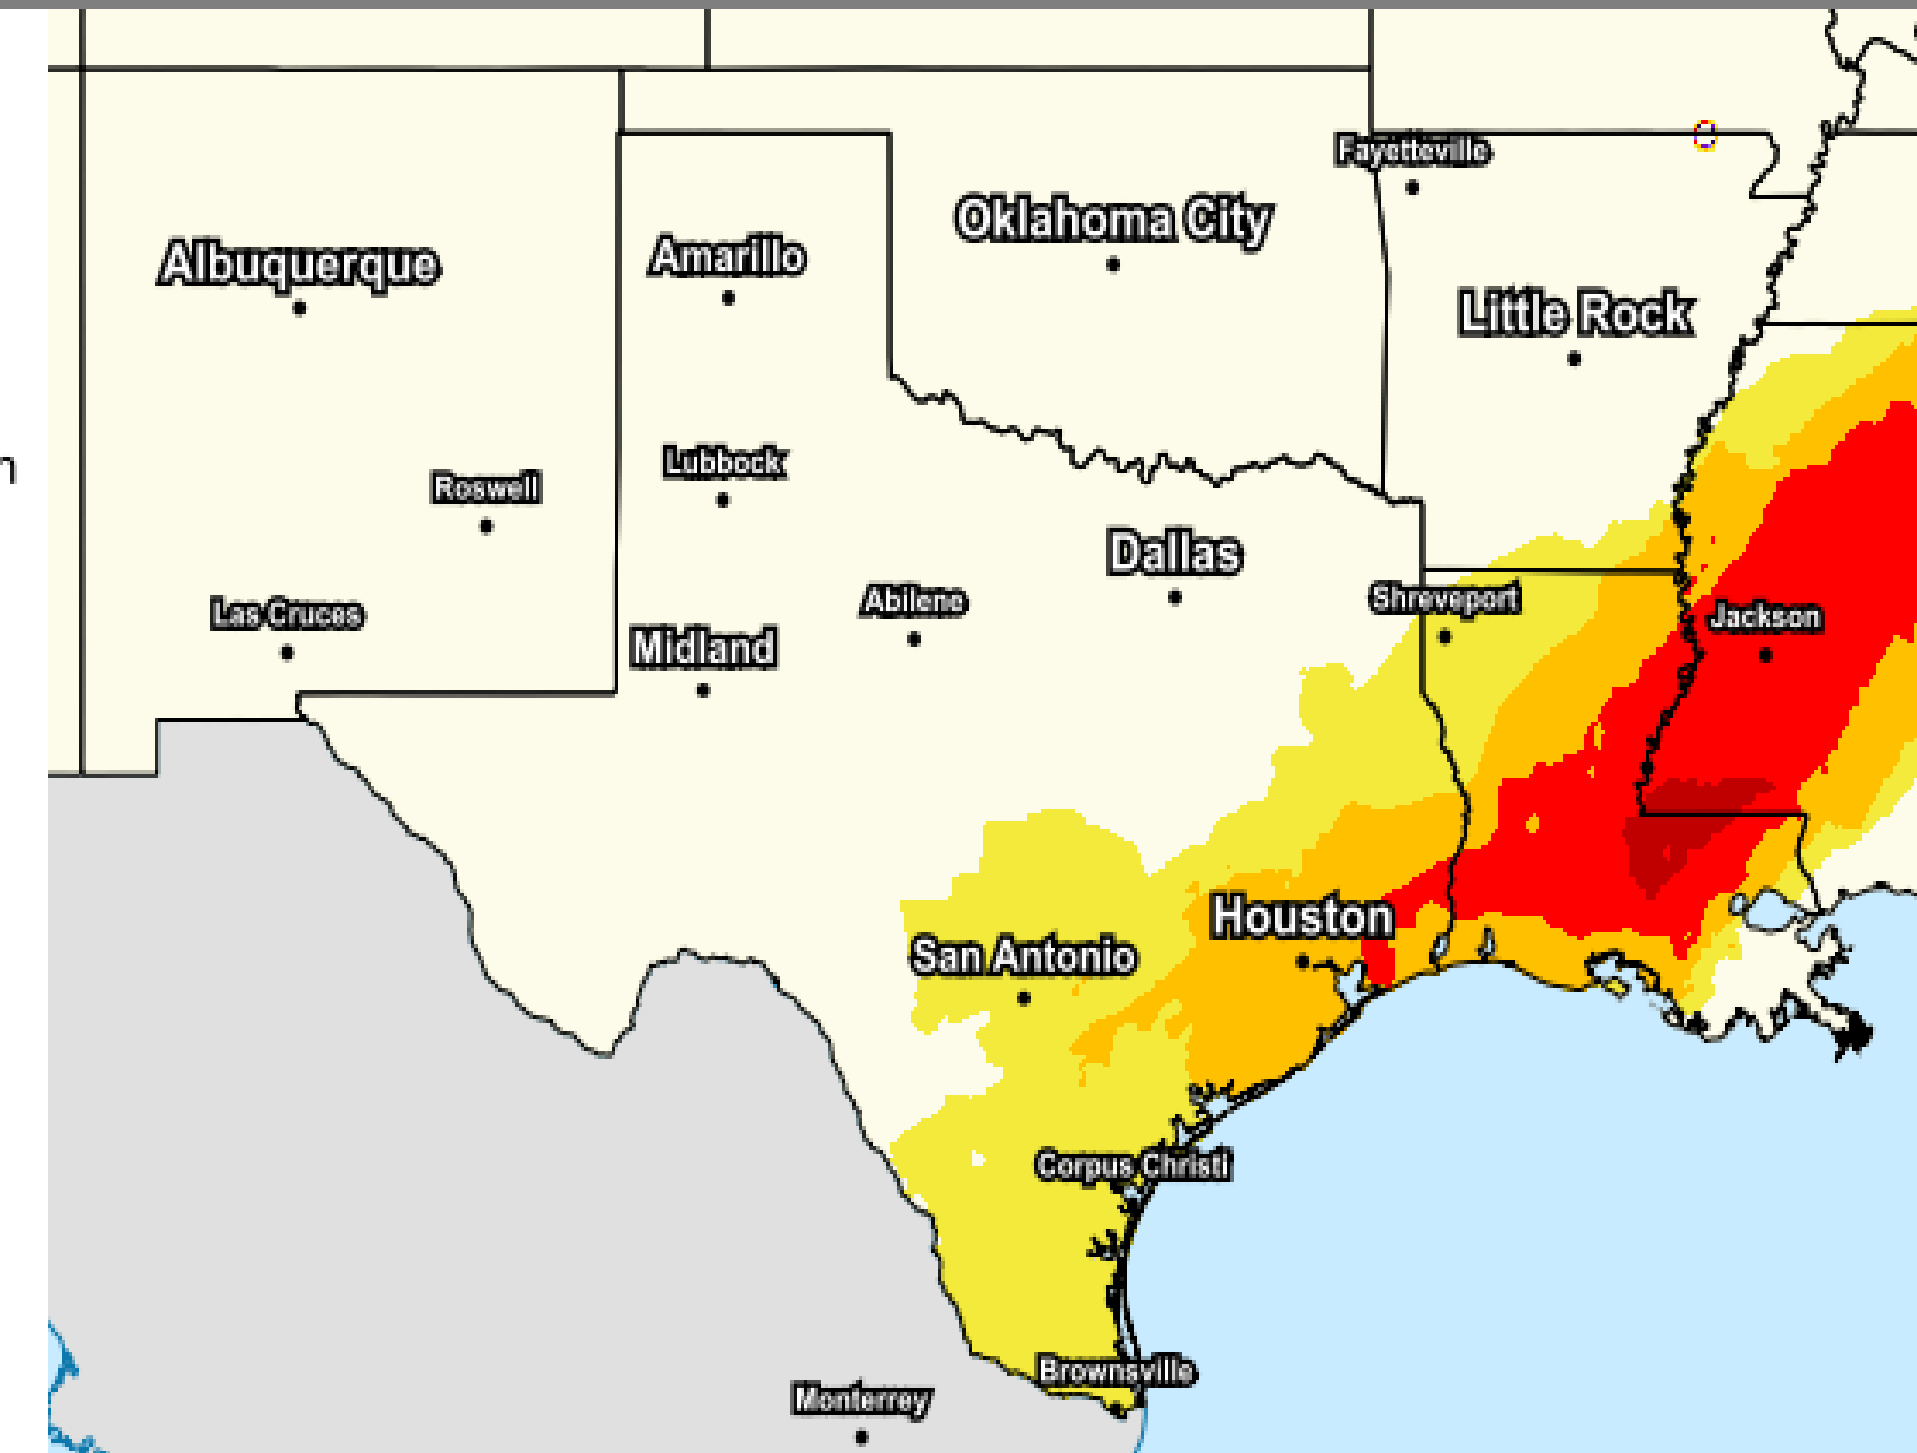 Fayetteville
Oklahoma City
Albuquerque
Amarillo
Little Rock
Lubbock
n
Roswell
Dallas
Shreveport
Abilene
Las Cruces
Jackson
Midland
Houston
San Antonio
Corpus Christi
Brownsville
Monterrey